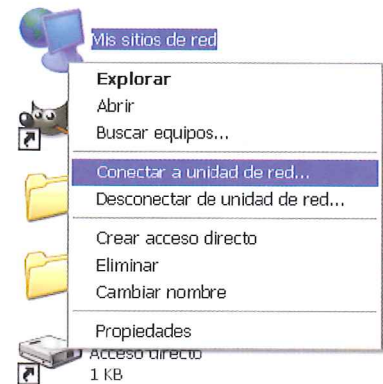 Mis sitios de red
Explorar
Abrir
Buscar equipos...
Conectar a unidad de red...
Desconectar de unidad de red...
Crear acceso directo
Eliminar
Cambiar nombre
Propiedades
Acceso directo
1 KB